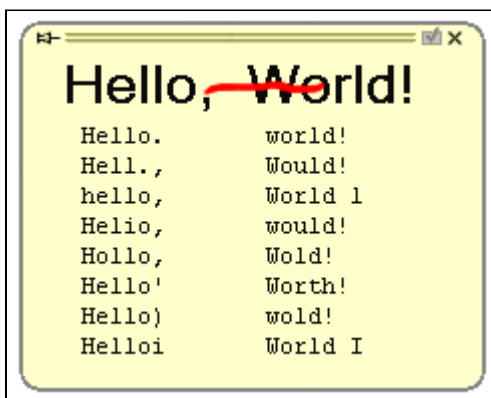 Hello, World!
Hello. world!
Hell., Would!
hello, World l
Helio, would!
Hollo, Wold!
Hello' Worth!
Hello) wold!
Helloi World I